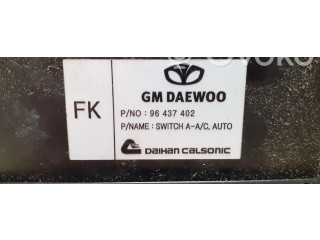 FK
GM DAEWOO
P/NO : 96 437 402
P/NAME : SWITCH A-A/C, AUTO
DAIHAN CALSONIC